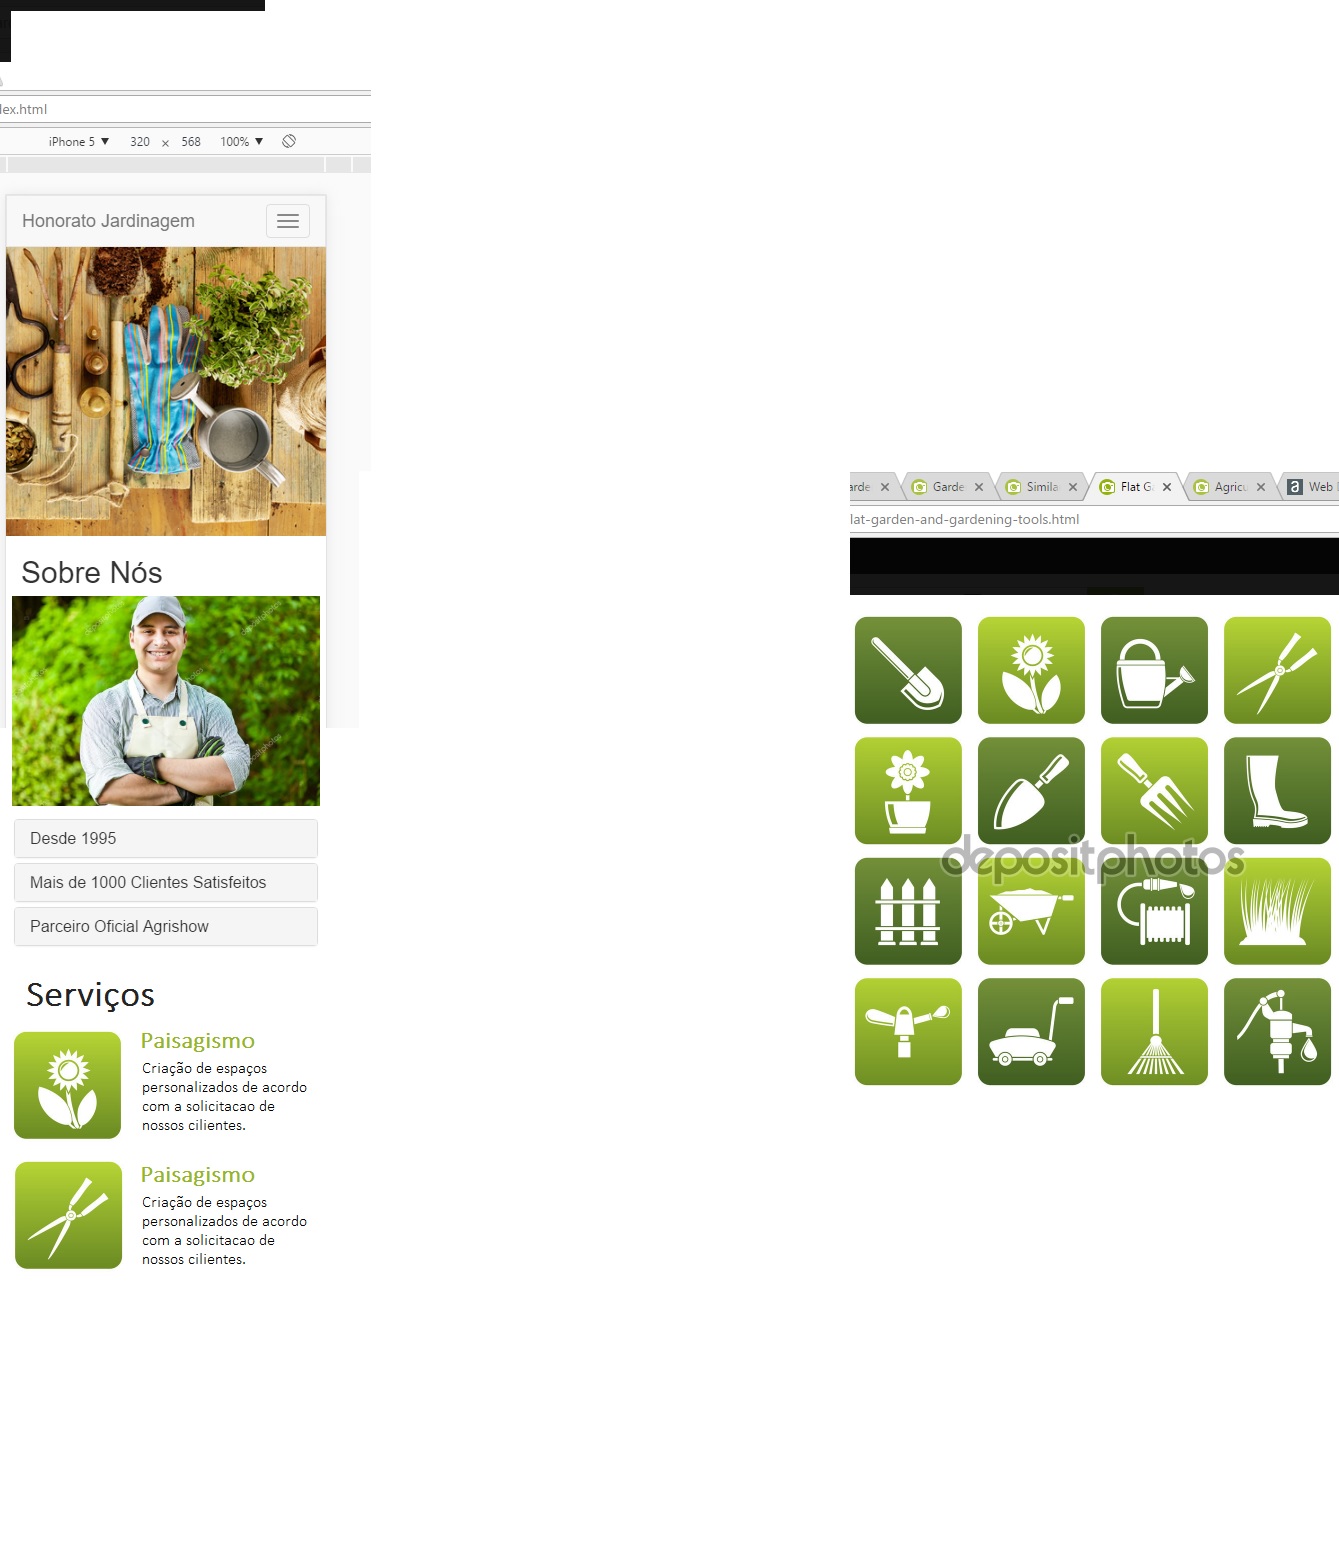 lex.html
iPhone 5 ▼ 320 × 568 100% ▼
Honorato Jardinagem
Sobre Nós
depositphotos
Desde 1995
Mais de 1000 Clientes Satisfeitos
Parceiro Oficial Agrishow
Serviços
Paisagismo
Criação de espaços
personalizados de acordo
com a solicitacao de
nossos cilientes.
Paisagismo
Criação de espaços
personalizados de acordo
com a solicitacao de
nossos cilientes.
arde Garde Simila Flat G Agricu Web
lat-garden-and-gardening-tools.html
depositphotos